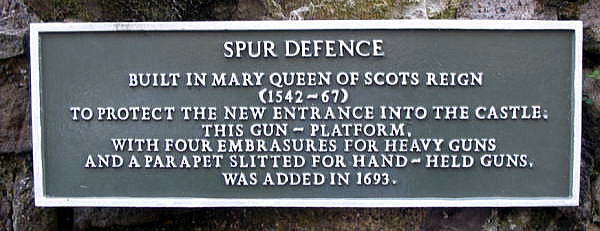 SPUR DEFENCE
BUILT IN MARY QUEEN OF SCOTS REIGN
(1542~67)
TO PROTECT THE NEW ENTRANCE INTO THE CASTLE;
THIS GUN~PLATFORM,
WITH FOUR EMBRASURES FOR HEAVY GUNS
AND A PARAPET SLITTED FOR HAND~HELD GUNS,
WAS ADDED IN 1693.